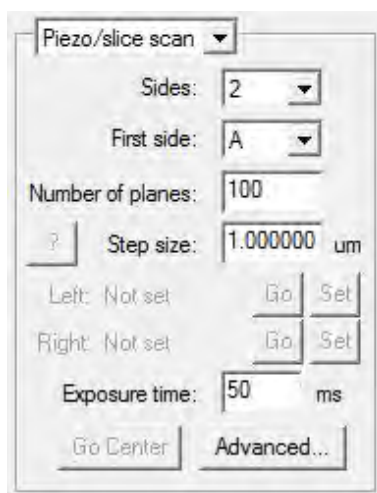 Piezo/slice scan
Sides: 2
First side: A
Number of planes: 100
? Step size: 1.000000 um
Left: Not set Go Set
Right: Not set Go Set
Exposure time: 50 ms
Go Center Advanced...